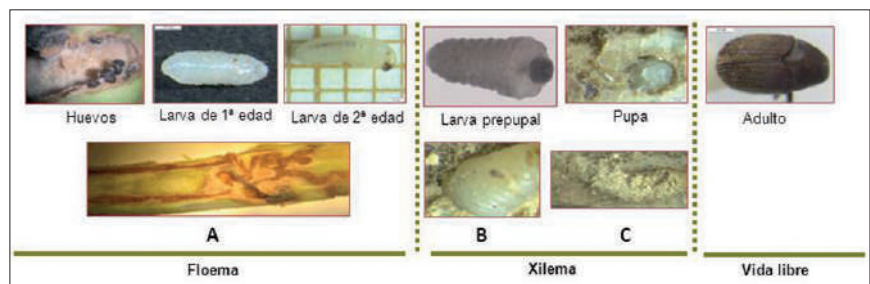 Huevos
Larva de 1ª edad
Larva de 2ª edad
Larva prepupal
Pupa
Adulto
A
B
C
Floema
Xilema
Vida libre